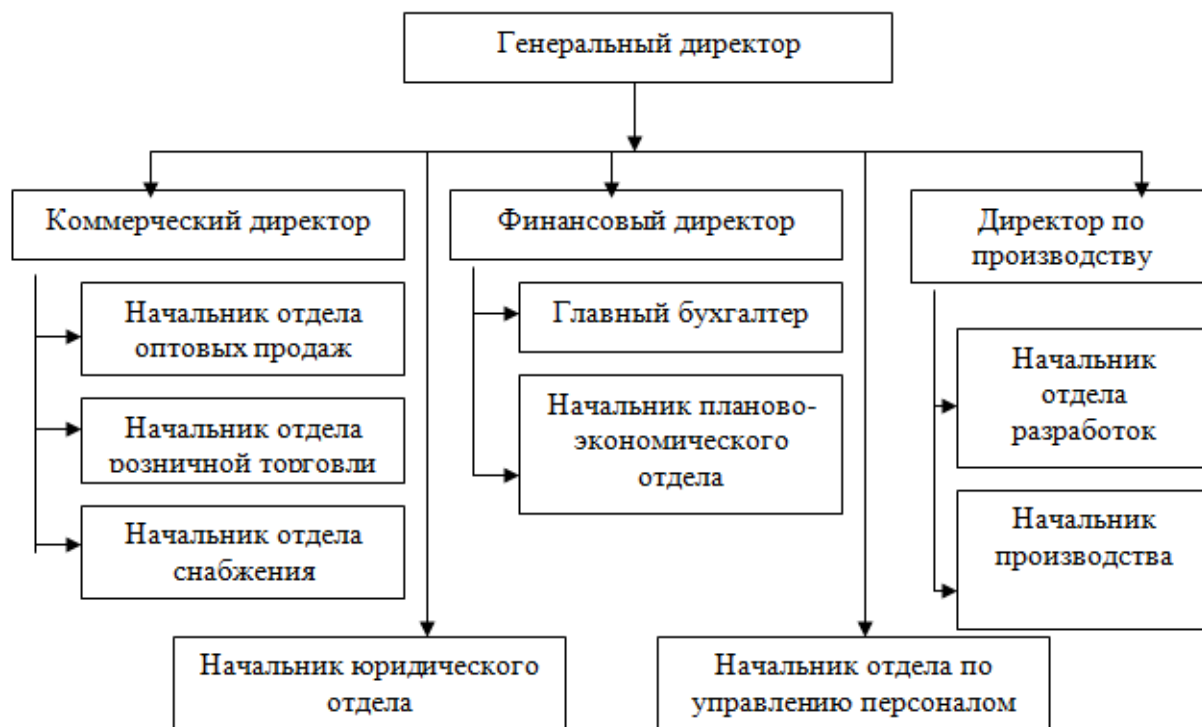 Генеральный директор
Коммерческий директор
Финансовый директор
Директор по
производству
Начальник отдела
оптовых продаж
Начальник отдела
розничной торговли
Начальник отдела
снабжения
Главный бухгалтер
Начальник планово-
экономического
отдела
Начальник
отдела
разработок
Начальник
производства
Начальник юридического
отдела
Начальник отдела по
управлению персоналом